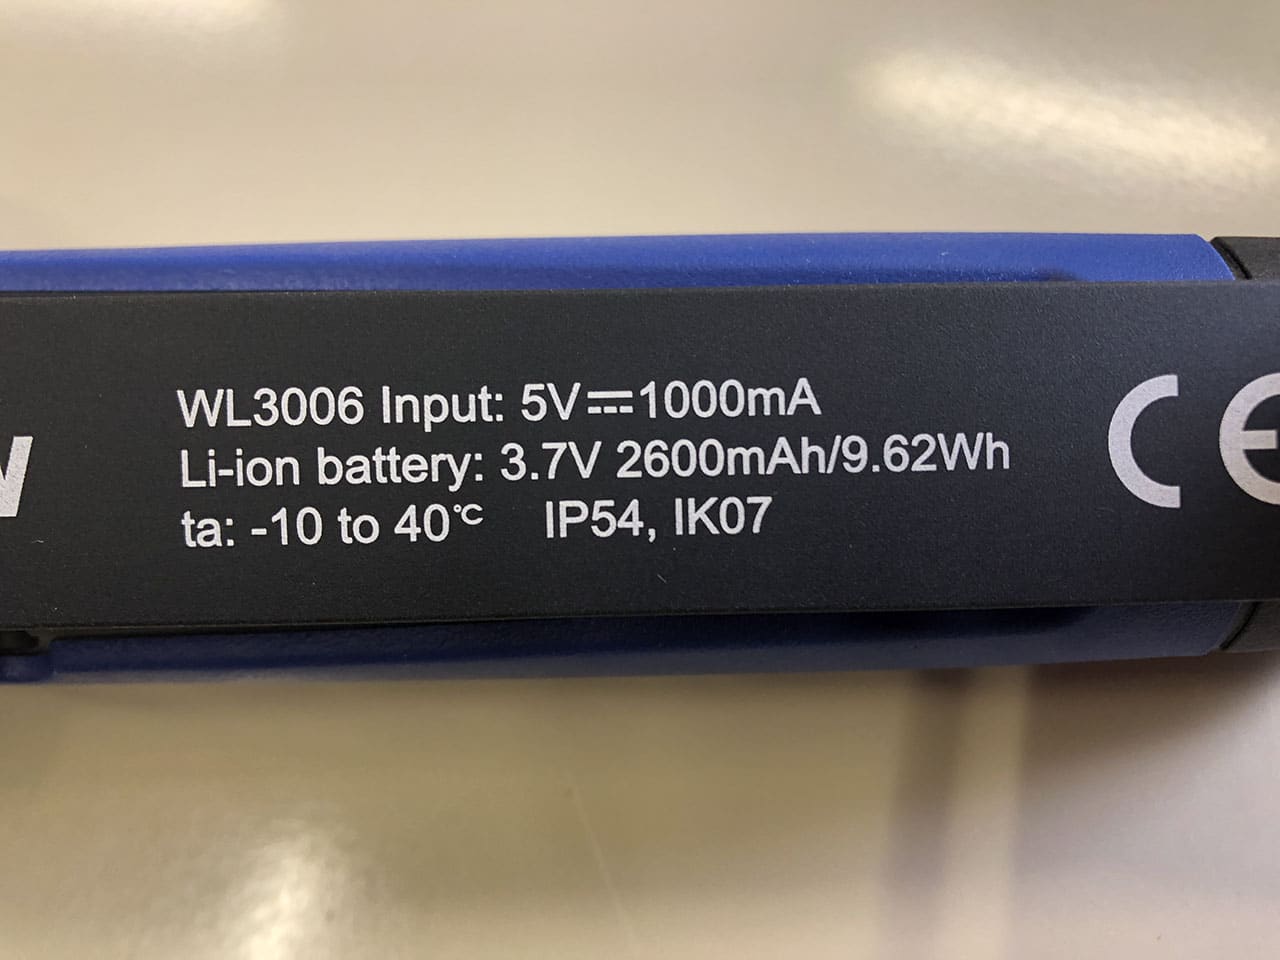 WL3006 Input: 5V⎓1000mA
Li-ion battery: 3.7V 2600mAh/9.62Wh
ta: -10 to 40℃ IP54, IK07
CE